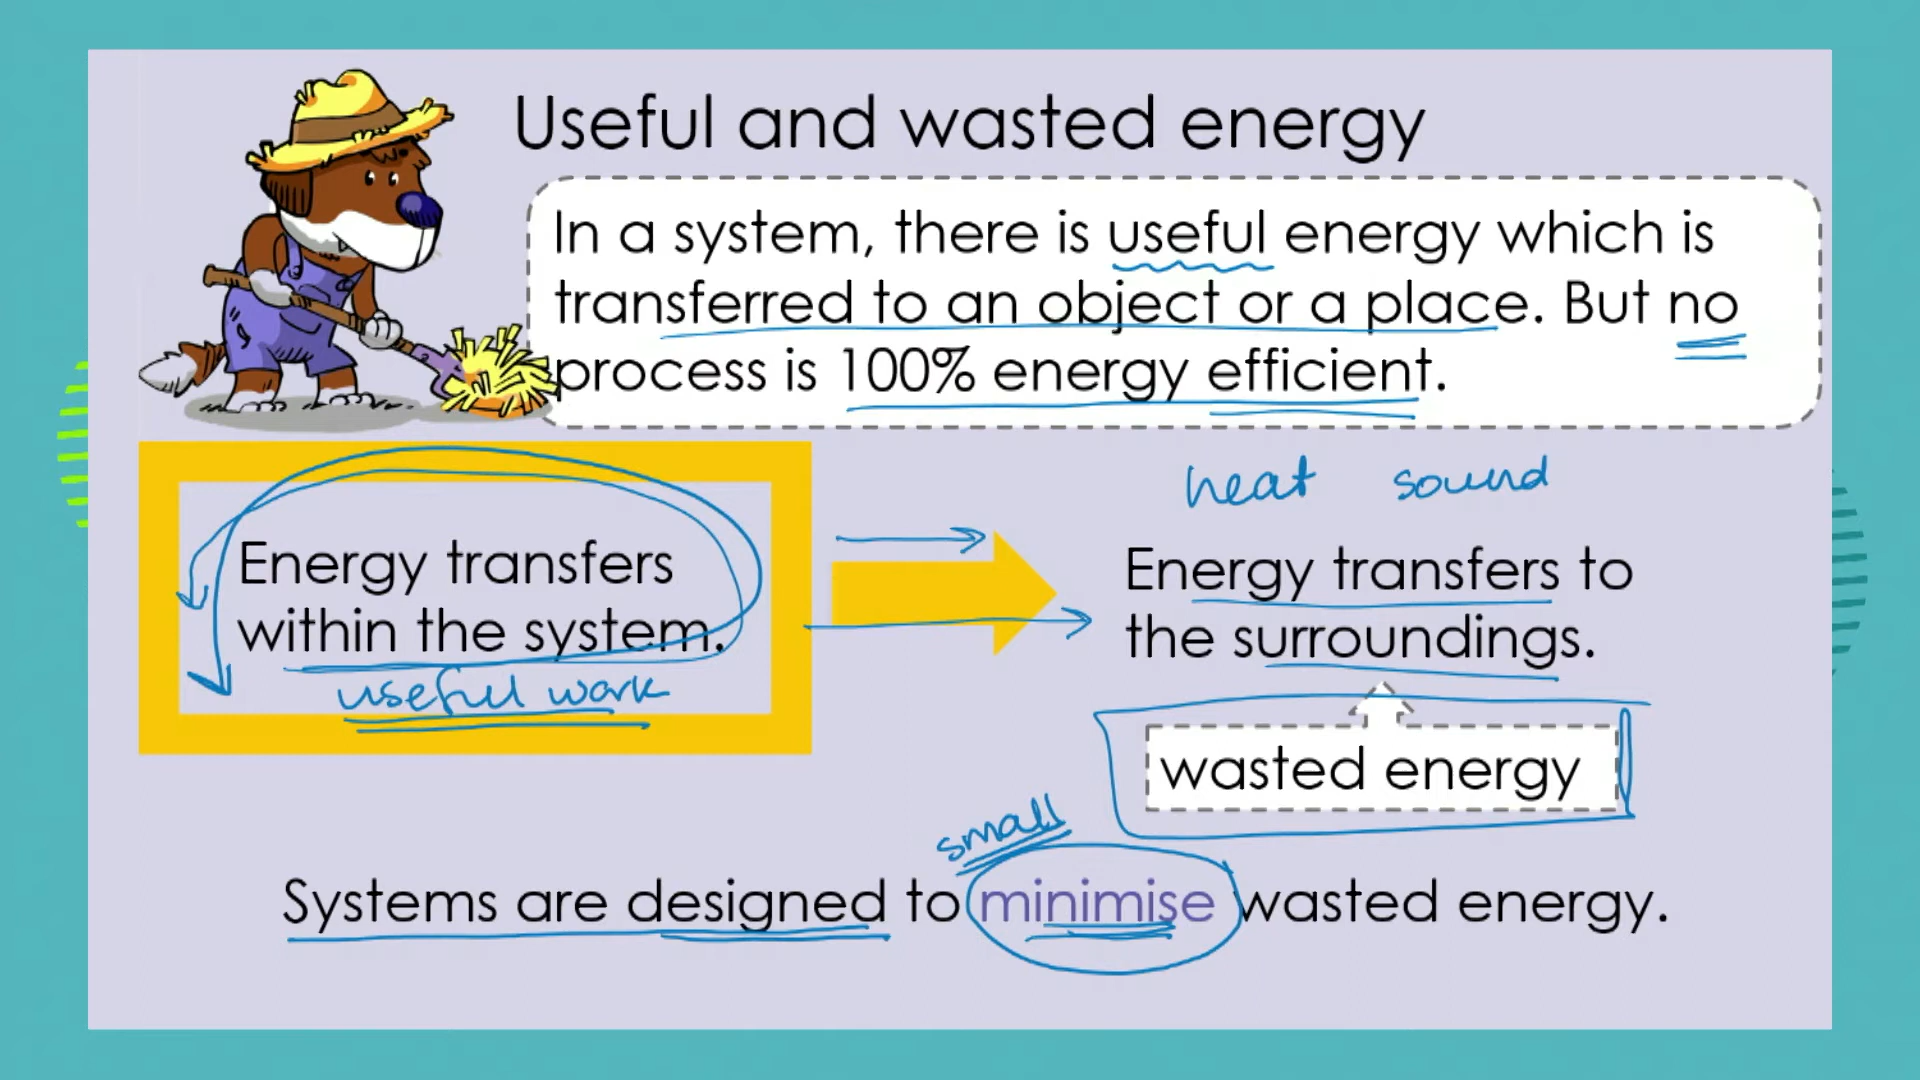 Useful and wasted energy
In a system, there is useful energy which is
transferred to an object or a place. But no
process is 100% energy efficient.
heat sound
Energy transfers
within the system.
useful work
Energy transfers to
the surroundings.
wasted energy
small
Systems are designed to minimise wasted energy.